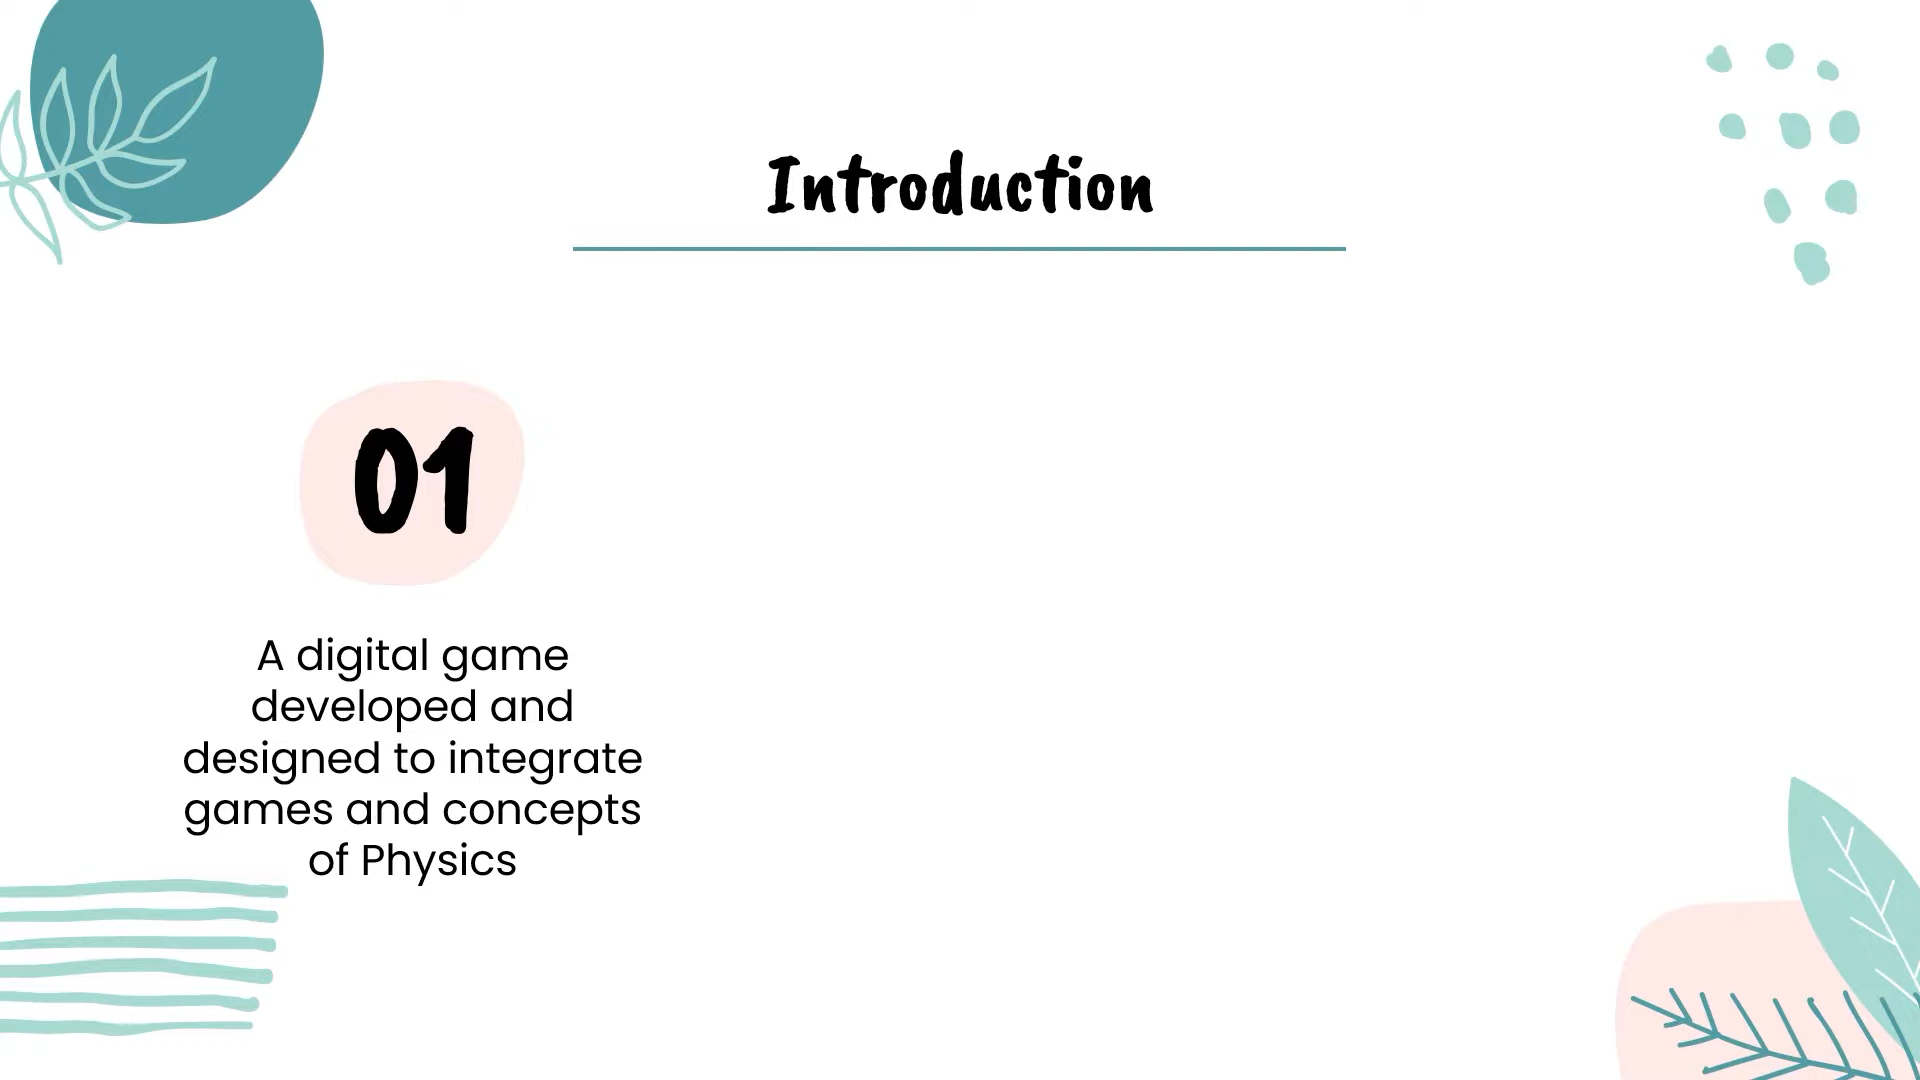 Introduction
01
A digital game
developed and
designed to integrate
games and concepts
of Physics